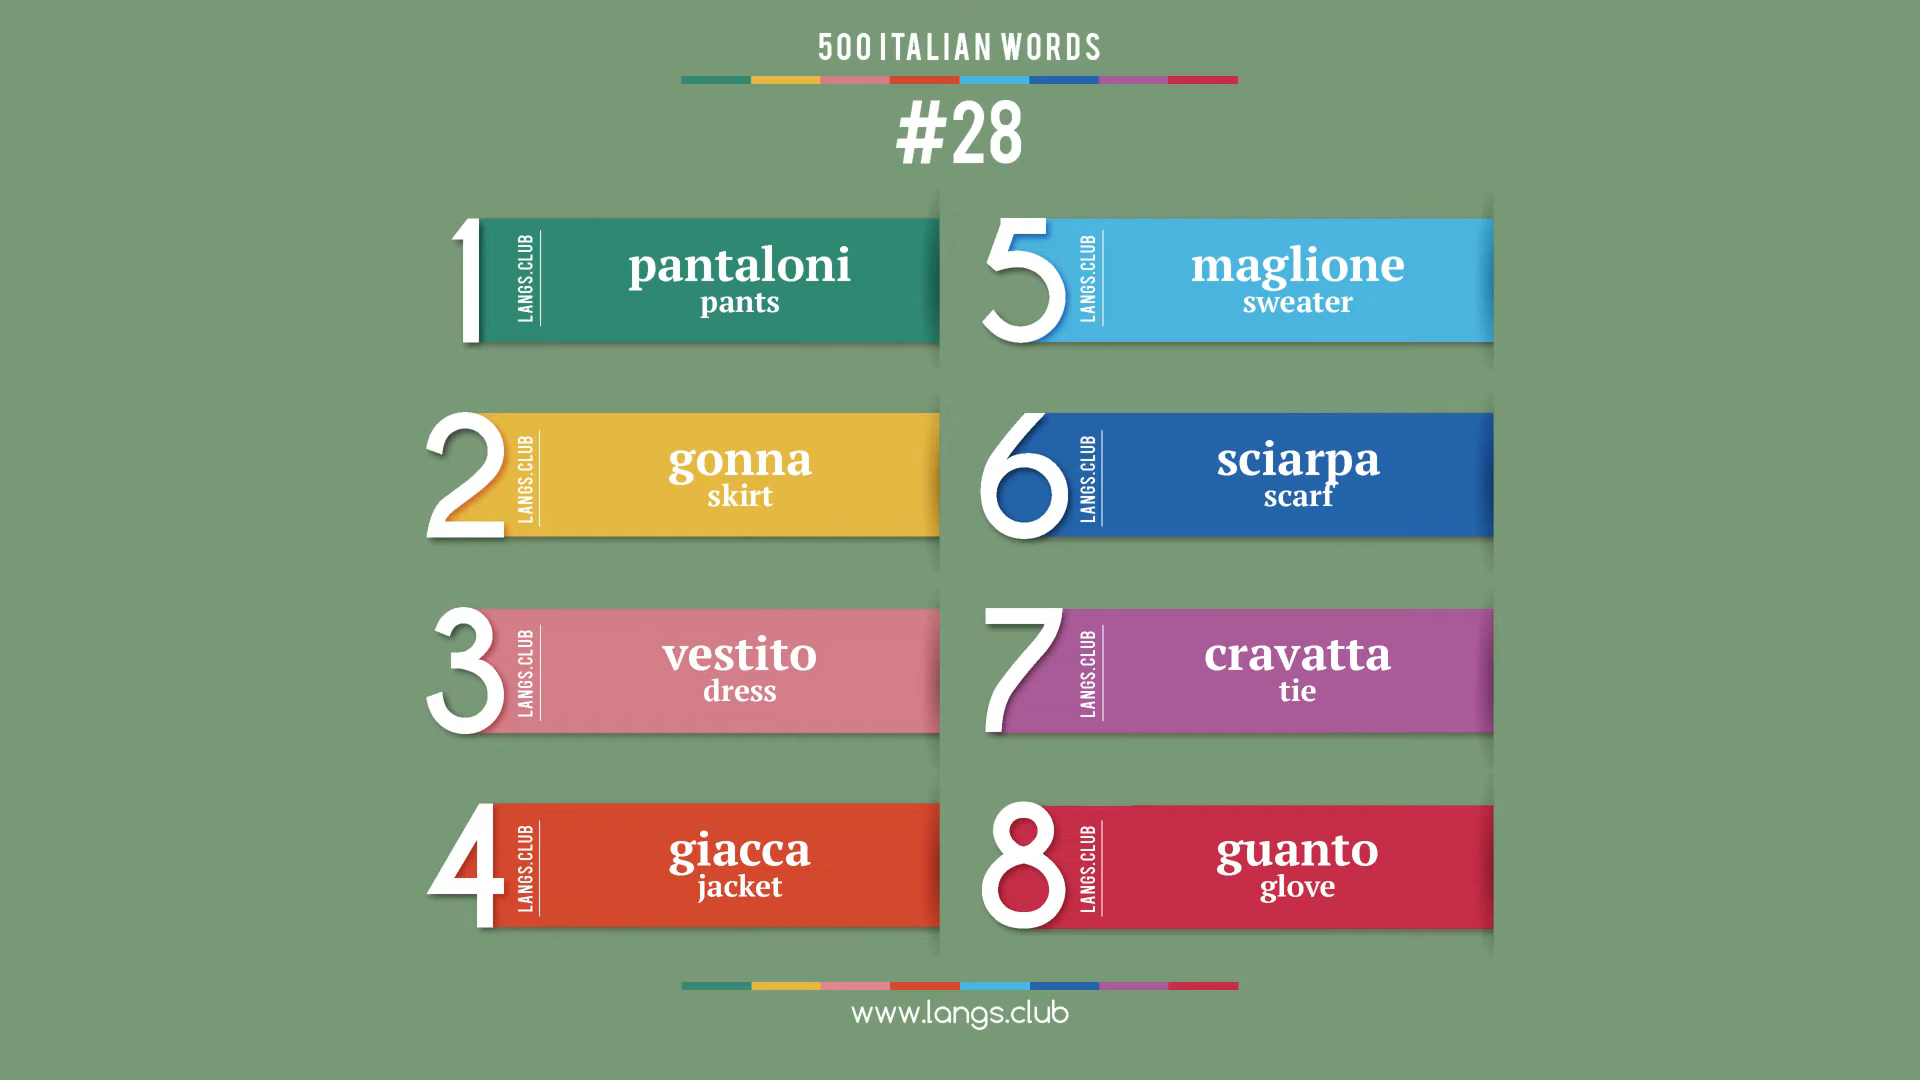 500 ITALIAN WORDS
#28
1
LANGS.CLUB
pantaloni
pants
2
LANGS.CLUB
gonna
skirt
3
LANGS.CLUB
vestito
dress
4
LANGS.CLUB
giacca
jacket
5
LANGS.CLUB
maglione
sweater
6
LANGS.CLUB
sciarpa
scarf
7
LANGS.CLUB
cravatta
tie
8
LANGS.CLUB
guanto
glove
www.langs.club